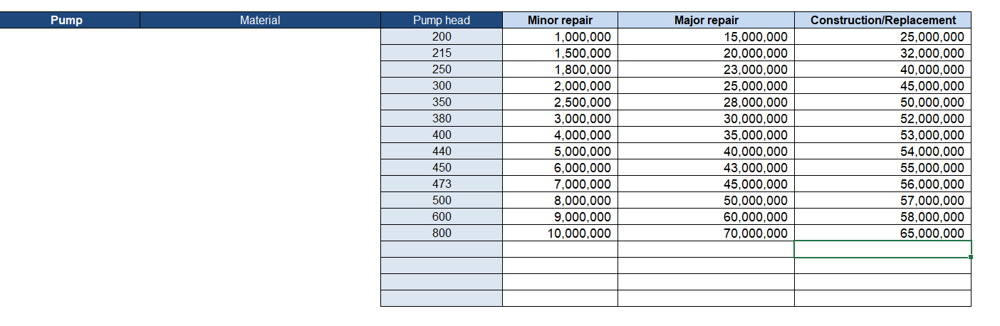 Pump Material Pump head Minor repair Major repair Construction/Replacement
200 1,000,000 15,000,000 25,000,000
215 1,500,000 20,000,000 32,000,000
250 1,800,000 23,000,000 40,000,000
300 2,000,000 25,000,000 45,000,000
350 2,500,000 28,000,000 50,000,000
380 3,000,000 30,000,000 52,000,000
400 4,000,000 35,000,000 53,000,000
440 5,000,000 40,000,000 54,000,000
450 6,000,000 43,000,000 55,000,000
473 7,000,000 45,000,000 56,000,000
500 8,000,000 50,000,000 57,000,000
600 9,000,000 60,000,000 58,000,000
800 10,000,000 70,000,000 65,000,000